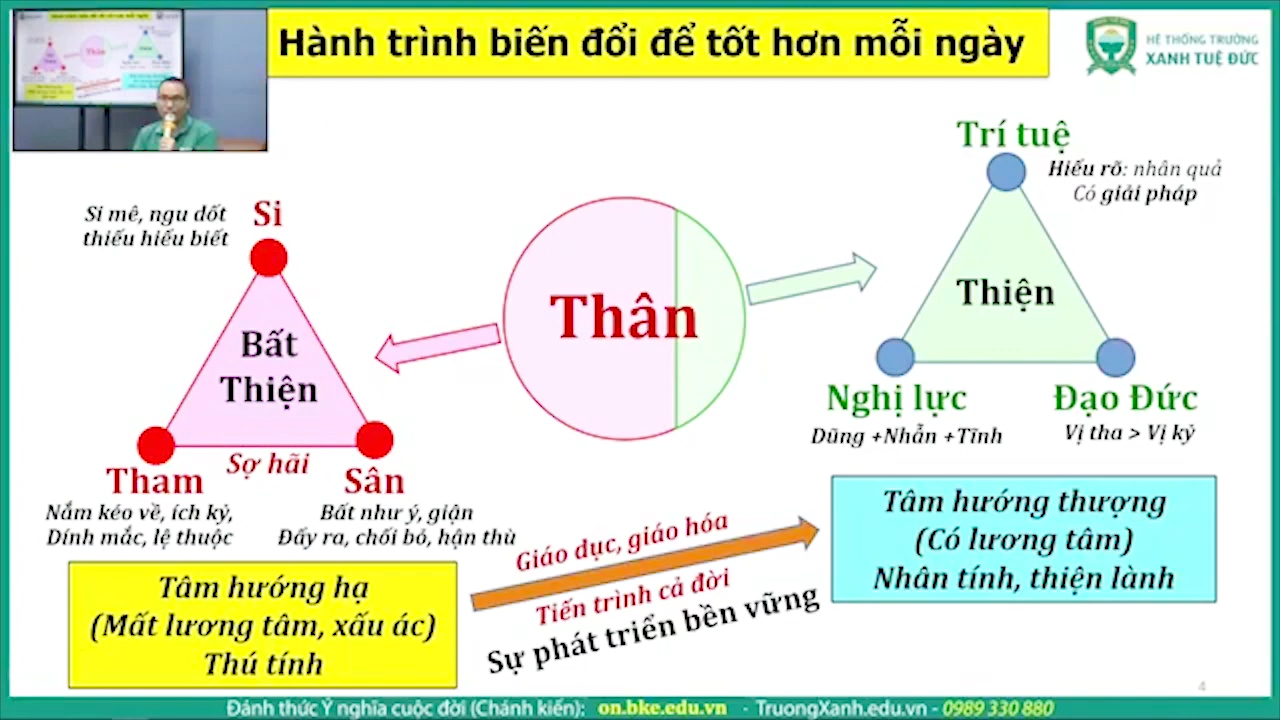 Hành trình biến đổi để tốt hơn mỗi ngày
HỆ THỐNG TRƯỜNG
XANH TUỆ ĐỨC
Trí tuệ
Hiểu rõ: nhân quả
Có giải pháp
Si mê, ngu dốt
thiếu hiểu biết
Si
Bất
Thiện
Thân
Thiện
Nghị lực
Dũng +Nhẫn +Tĩnh
Đạo Đức
Vị tha > Vị kỷ
Sợ hãi
Tham
Nắm kéo về, ích kỷ,
Dính mắc, lệ thuộc
Sân
Bất như ý, giận
Đẩy ra, chối bỏ, hận thù
Tâm hướng hạ
(Mất lương tâm, xấu ác)
Thú tính
Giáo dục, giáo hóa
Tiến trình cả đời
Sự phát triển bền vững
Tâm hướng thượng
(Có lương tâm)
Nhân tính, thiện lành
4
Đánh thức Ý nghĩa cuộc đời (Chánh kiến): on.bke.edu.vn - TruongXanh.edu.vn - 0989 330 880